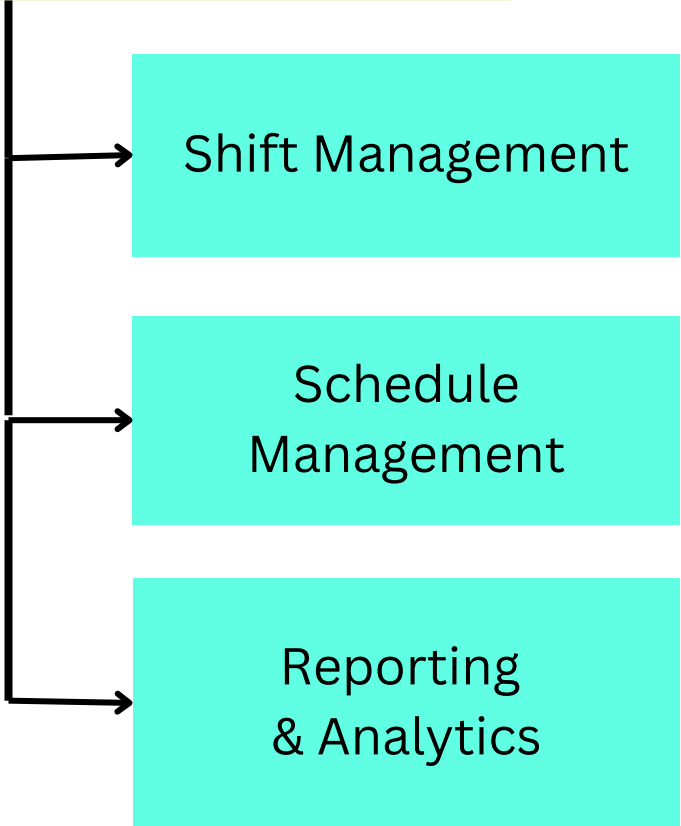 Shift Management
Schedule
Management
Reporting
& Analytics